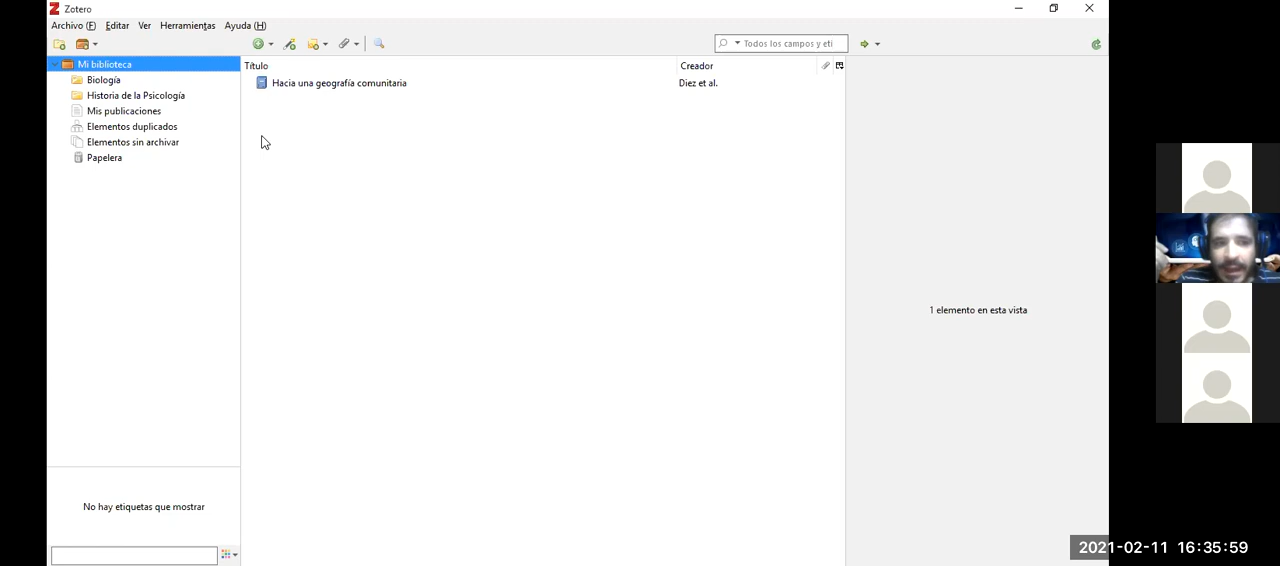 Zotero
Archivo (F) Editar Ver Herramientas Ayuda (H)
Todos los campos y eti
Mi biblioteca
Biología
Historia de la Psicología
Mis publicaciones
Elementos duplicados
Elementos sin archivar
Papelera
Título Creador
Hacia una geografía comunitaria Diez et al.
1 elemento en esta vista
No hay etiquetas que mostrar
2021-02-11 16:35:59